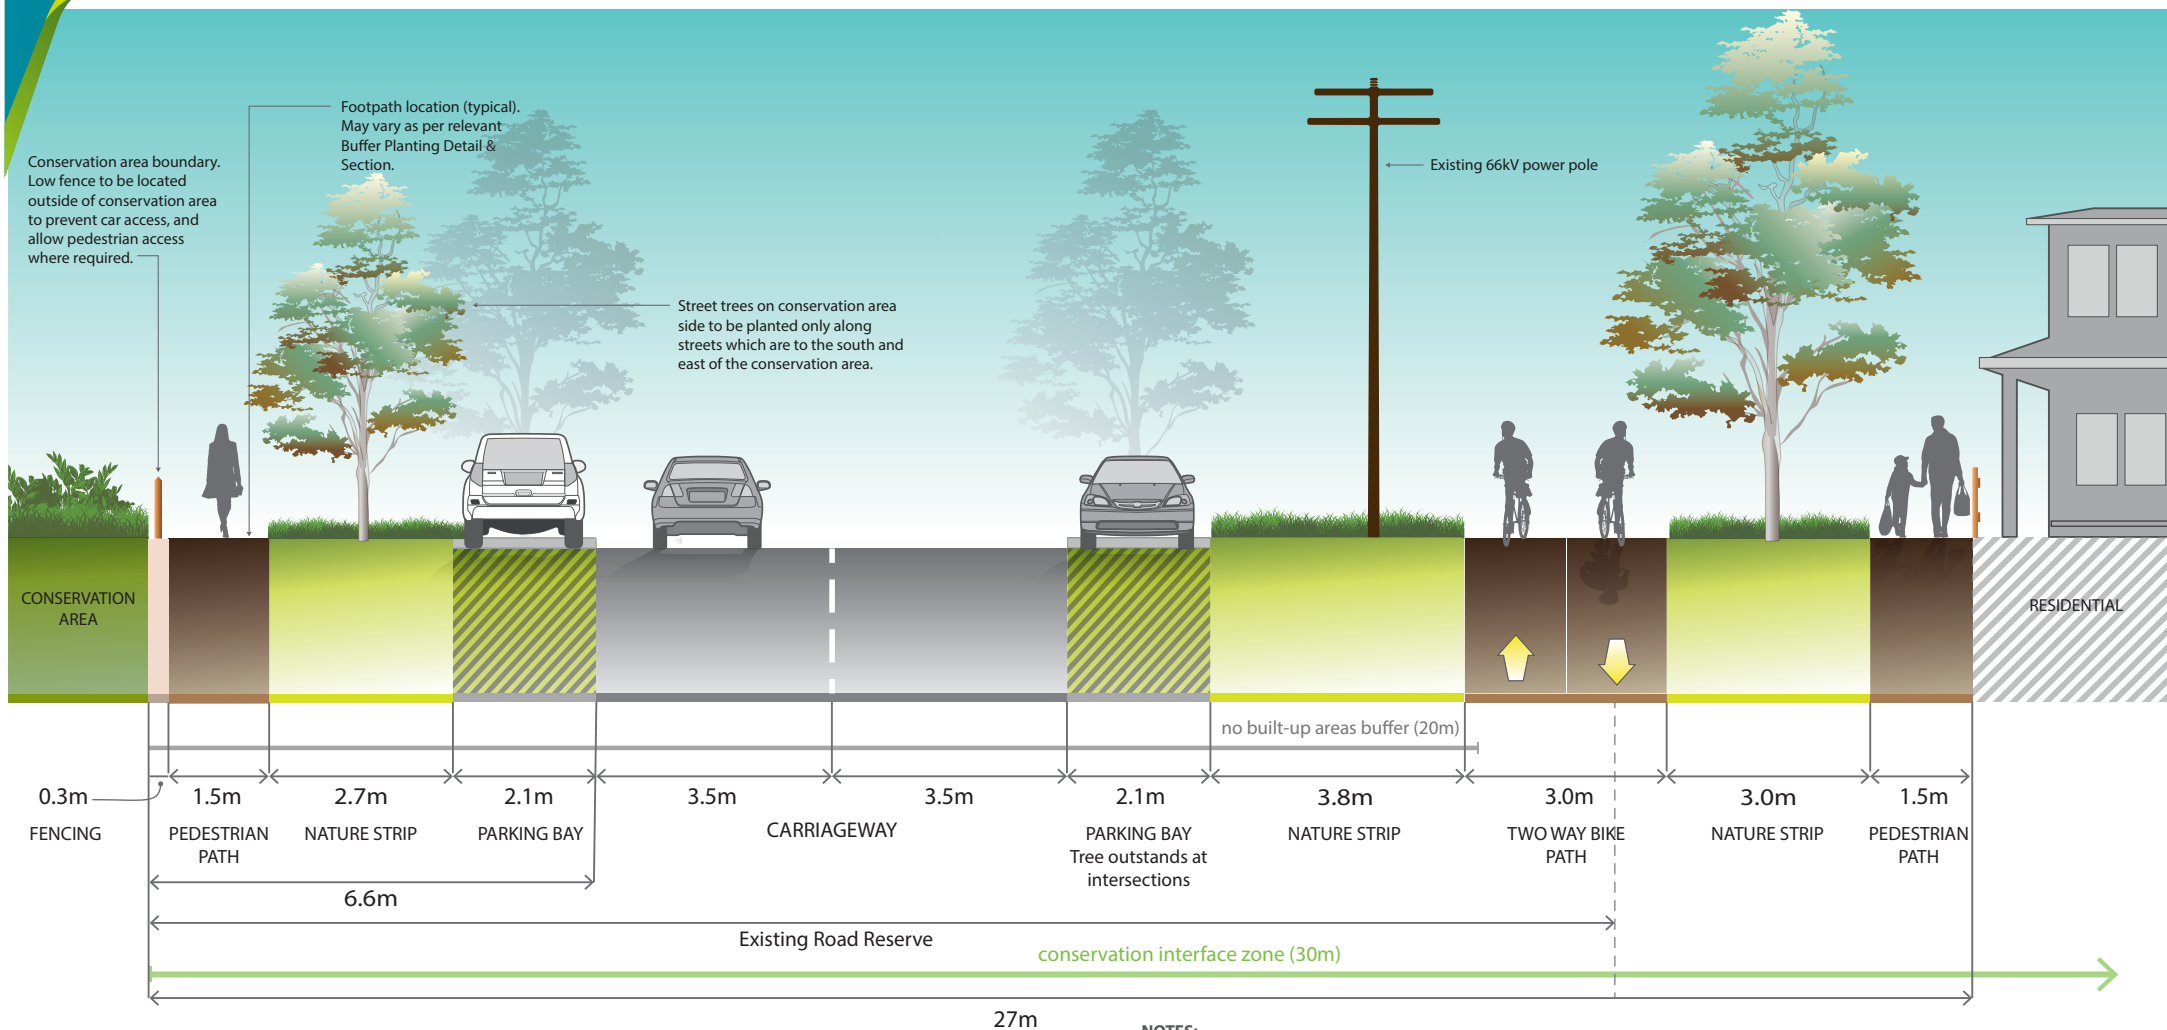 Footpath location (typical).
May vary as per relevant
Buffer Planting Detail &
Section.
Conservation area boundary.
Low fence to be located
outside of conservation area
to prevent car access, and
allow pedestrian access
where required.
Existing 66kV power pole
Street trees on conservation area
side to be planted only along
streets which are to the south and
east of the conservation area.
CONSERVATION
AREA
RESIDENTIAL
no built-up areas buffer (20m)
0.3m
FENCING
1.5m
PEDESTRIAN
PATH
2.7m
NATURE STRIP
2.1m
PARKING BAY
3.5m
3.5m
CARRIAGEWAY
2.1m
PARKING BAY
Tree outstands at
intersections
3.8m
NATURE STRIP
3.0m
TWO WAY BIKE
PATH
3.0m
NATURE STRIP
1.5m
PEDESTRIAN
PATH
6.6m
Existing Road Reserve
conservation interface zone (30m)
27m
NOTES: